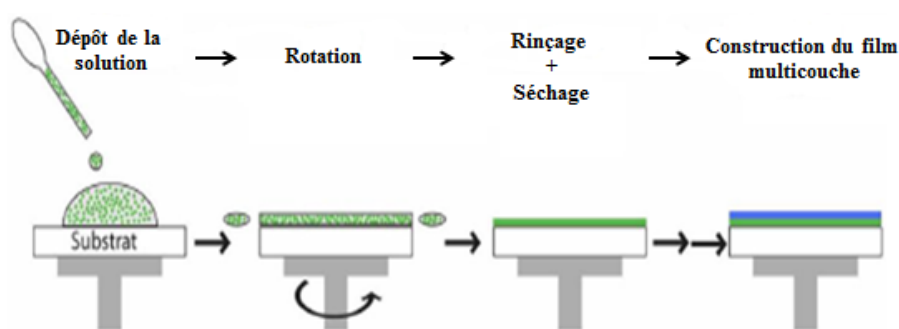 Dépôt de la
solution
Rotation
Rinçage
+
Séchage
Construction du film
multicouche
Substrat